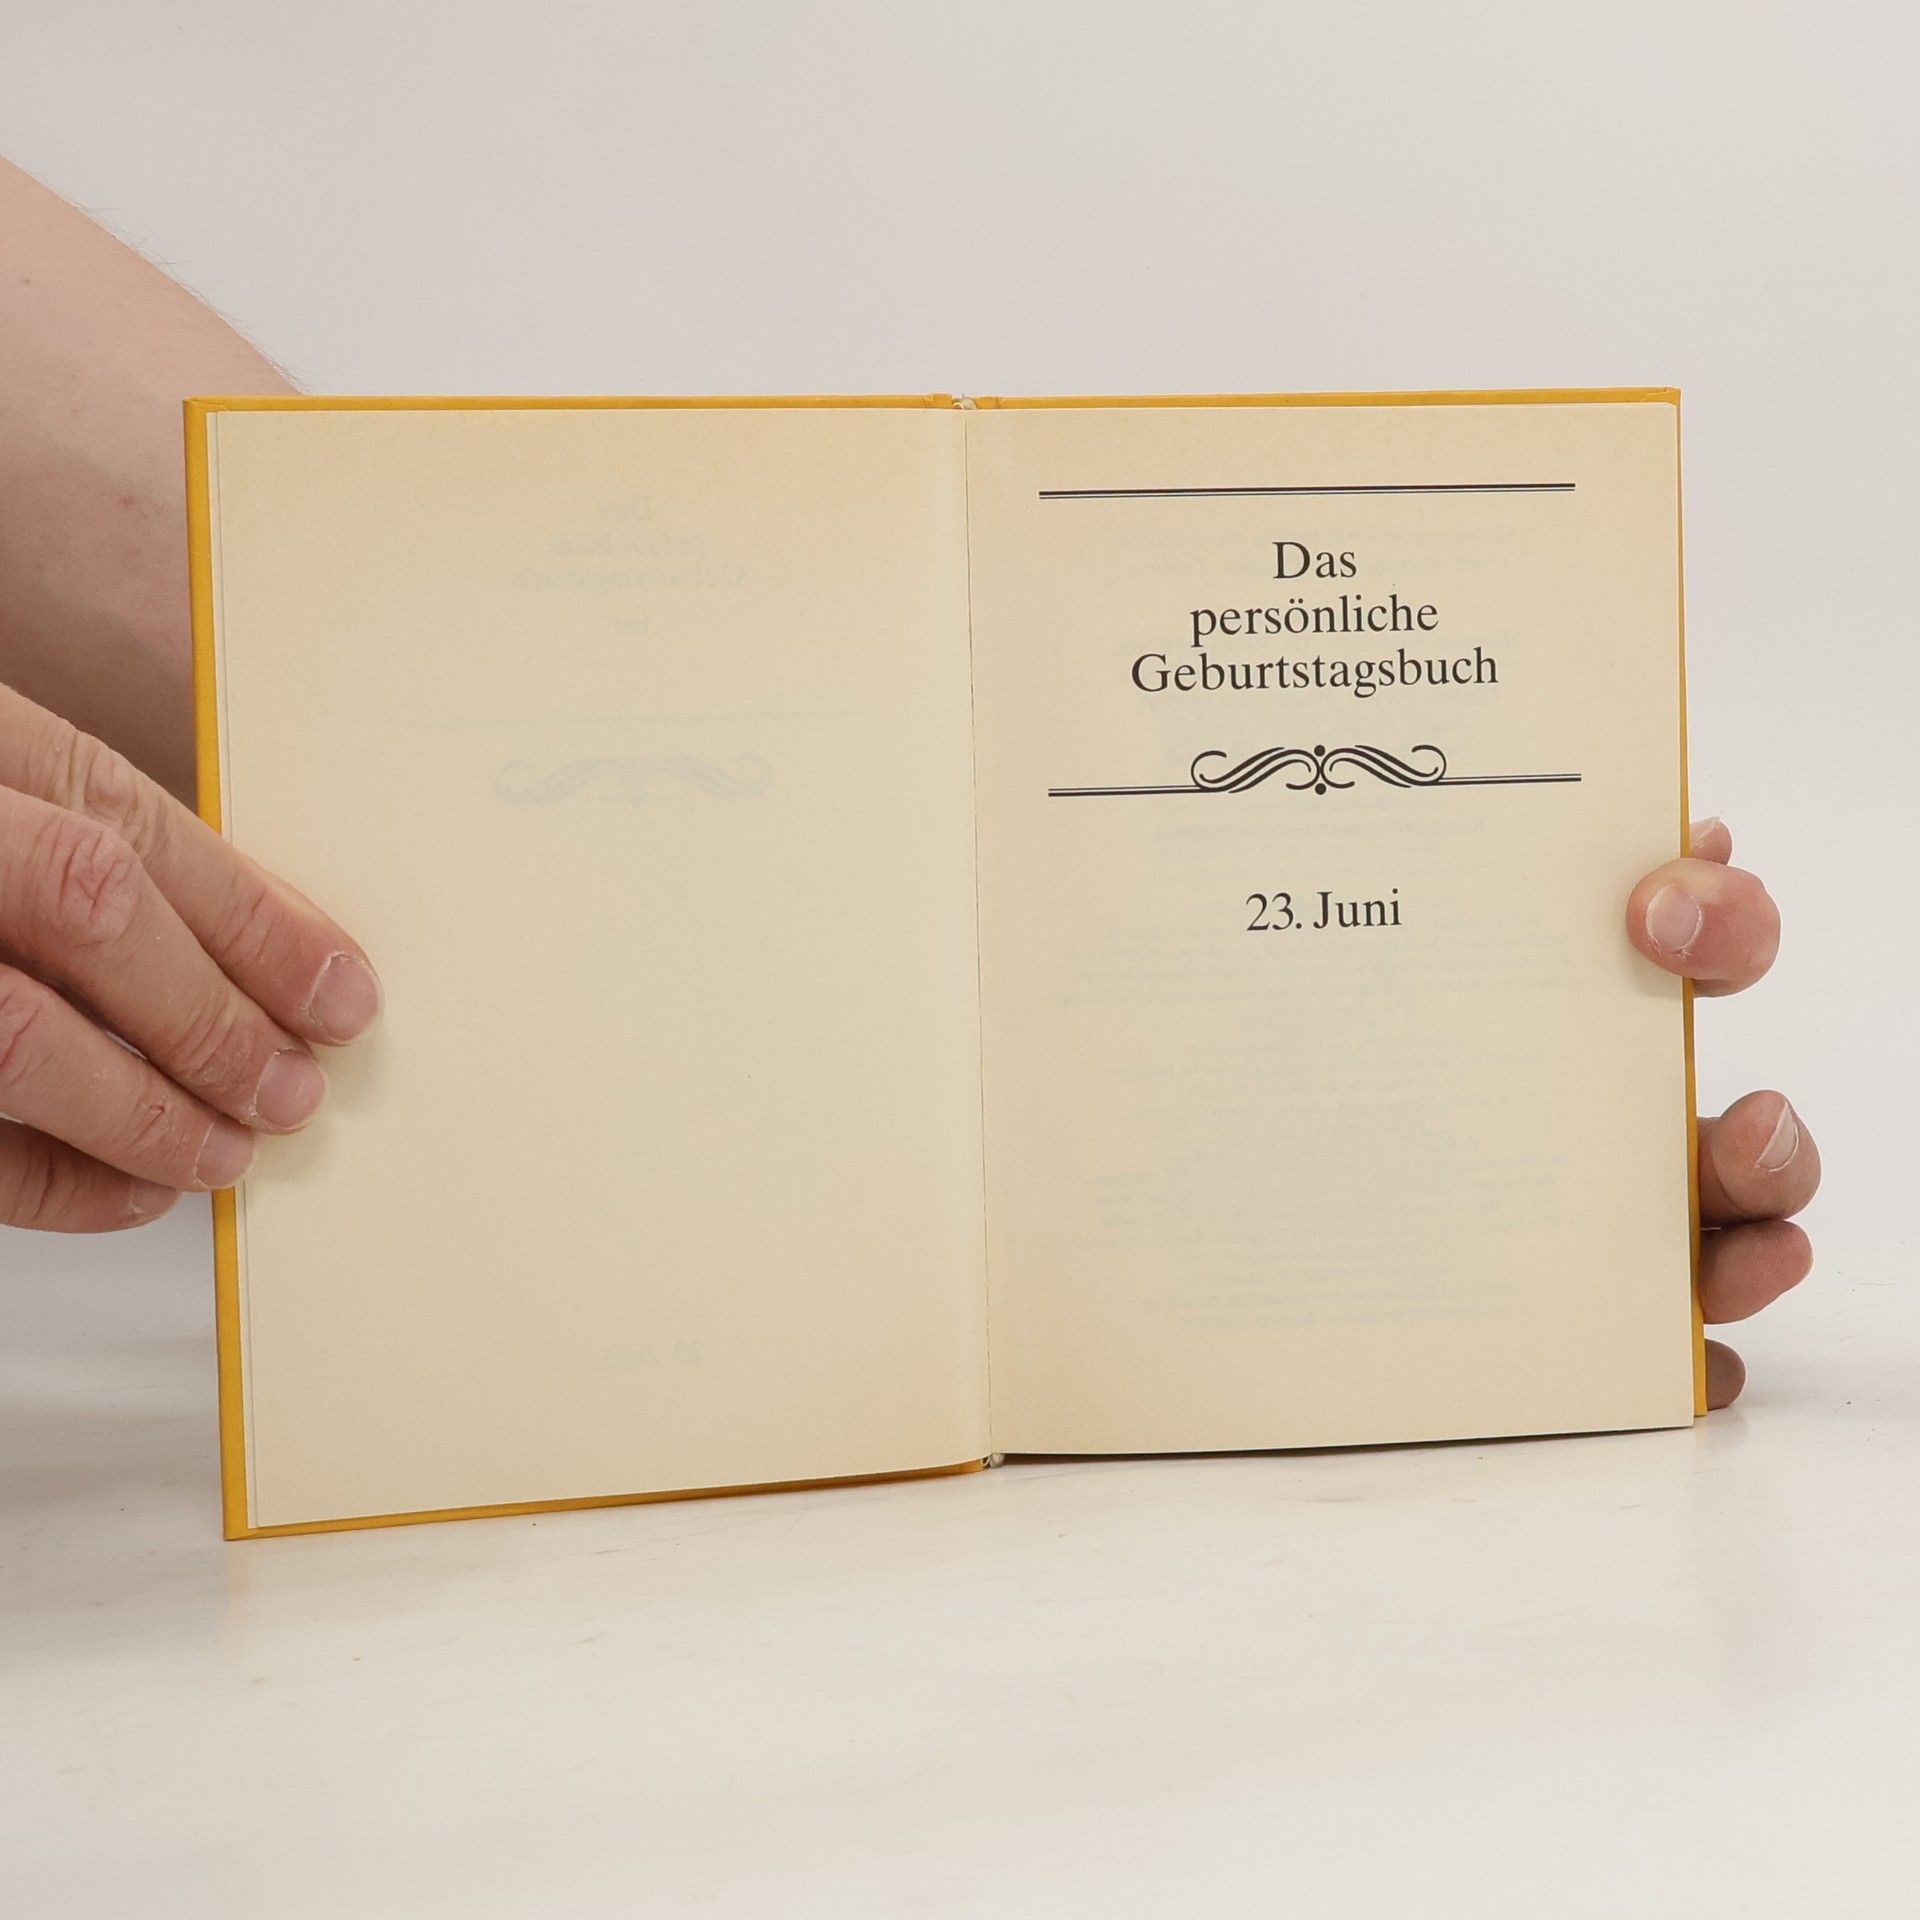 Das
persönliche
Geburtstagsbuch
23. Juni